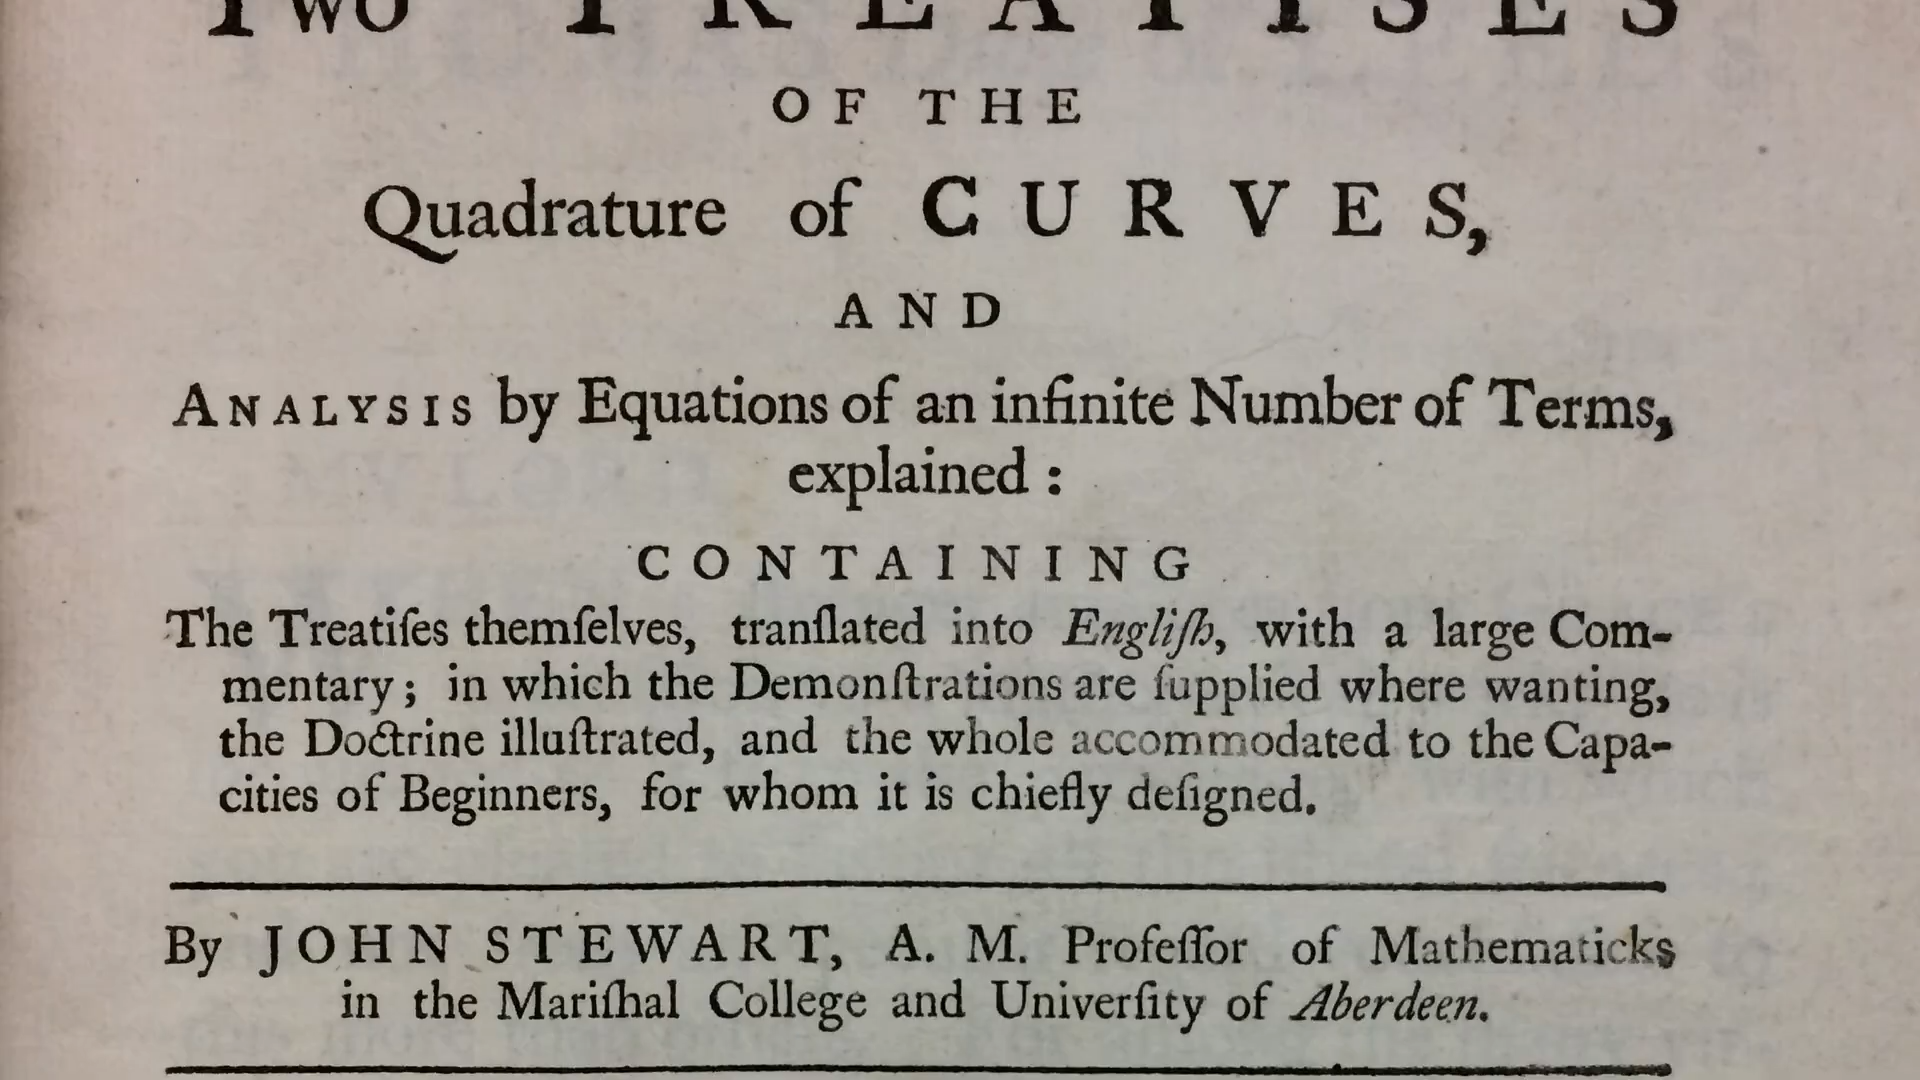 TWO TREATISES
OF THE
Quadrature of CURVES,
AND
ANALYSIS by Equations of an infinite Number of Terms,
explained:
CONTAINING
The Treatiſes themſelves, tranſlated into Engliſh, with a large Com-
mentary; in which the Demonſtrations are ſupplied where wanting,
the Doctrine illuſtrated, and the whole accommodated to the Capa-
cities of Beginners, for whom it is chiefly deſigned.
By JOHN STEWART, A. M. Profeſſor of Mathematicks
in the Mariſhal College and Univerſity of Aberdeen.